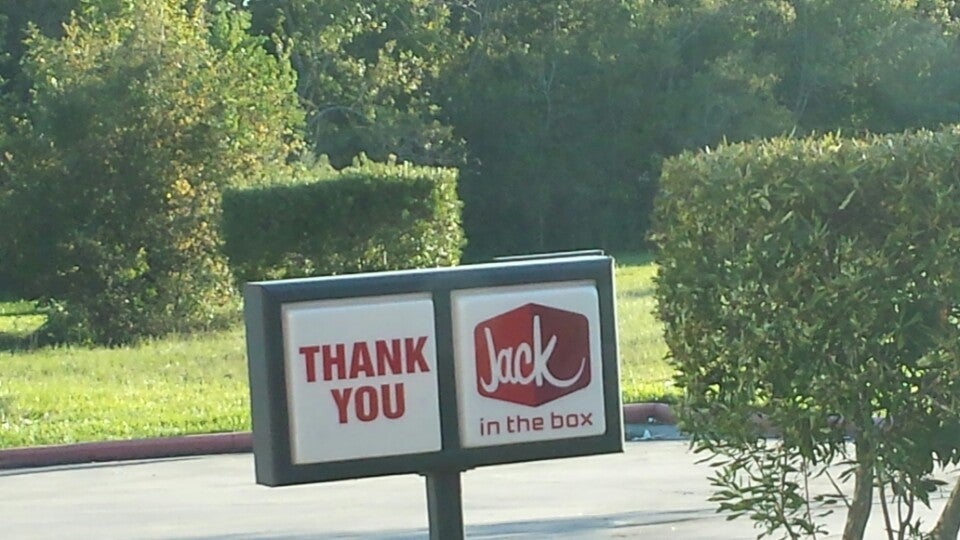 THANK
YOU
Jack
in the box